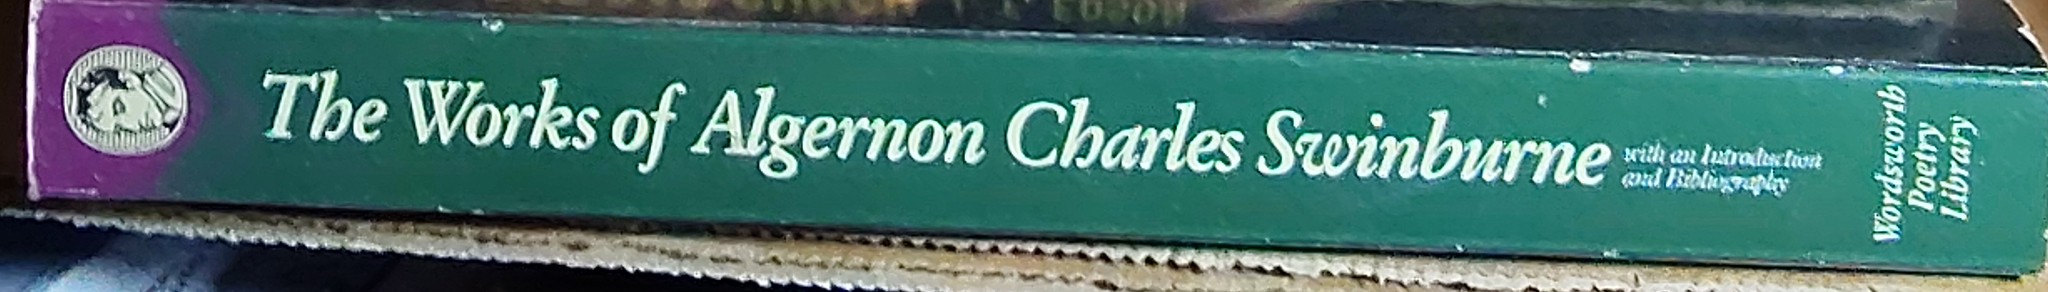 The Works of Algernon Charles Swinburne
with an Introduction
and Bibliography
Wordsworth
Poetry
Library